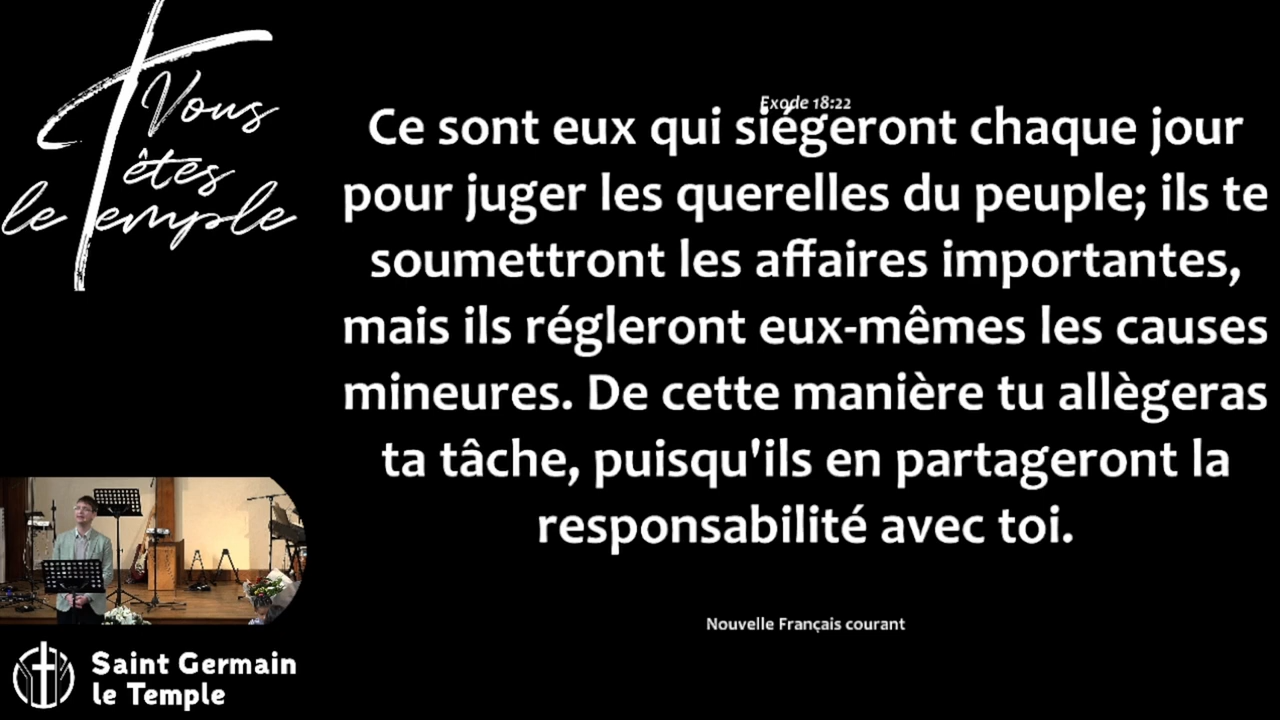 Vous
êtes
le Temple
Exode 18:22
Ce sont eux qui siégeront chaque jour
pour juger les querelles du peuple; ils te
soumettront les affaires importantes,
mais ils régleront eux-mêmes les causes
mineures. De cette manière tu allègeras
ta tâche, puisqu'ils en partageront la
responsabilité avec toi.
Nouvelle Français courant
Saint Germain
le Temple